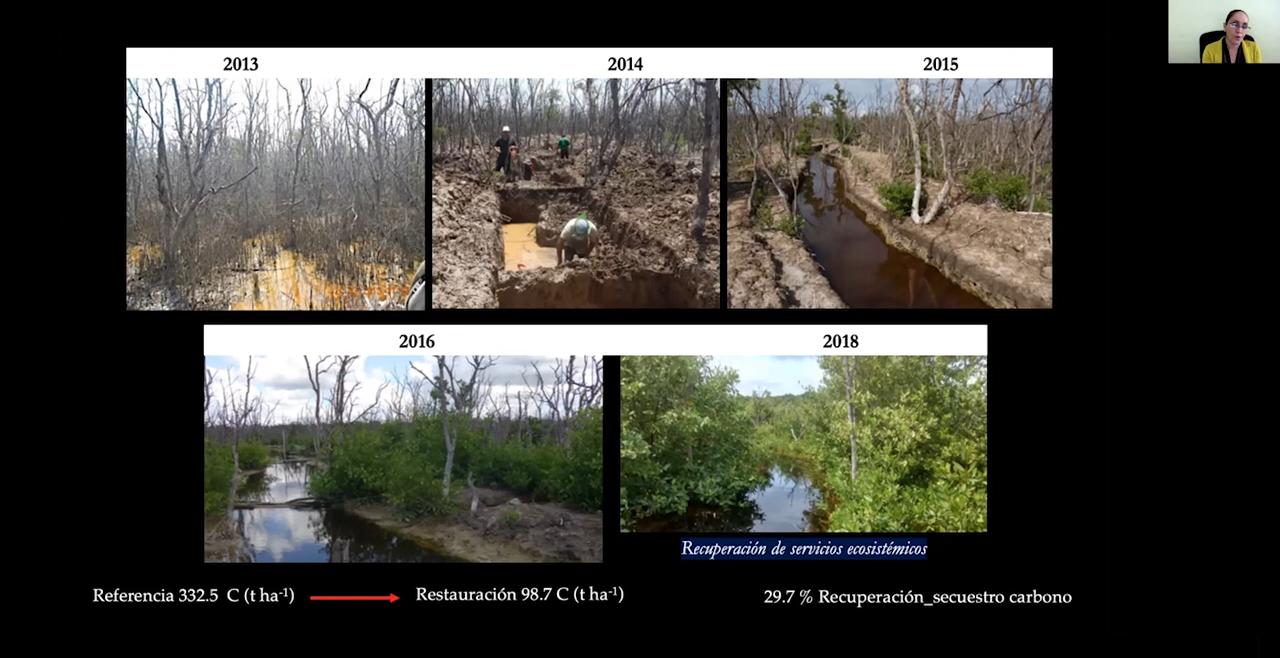 2013
2014
2015
2016
2018
Recuperación de servicios ecosistémicos
Referencia 332.5 C (t ha⁻¹)
Restauración 98.7 C (t ha⁻¹)
29.7 % Recuperación_secuestro carbono